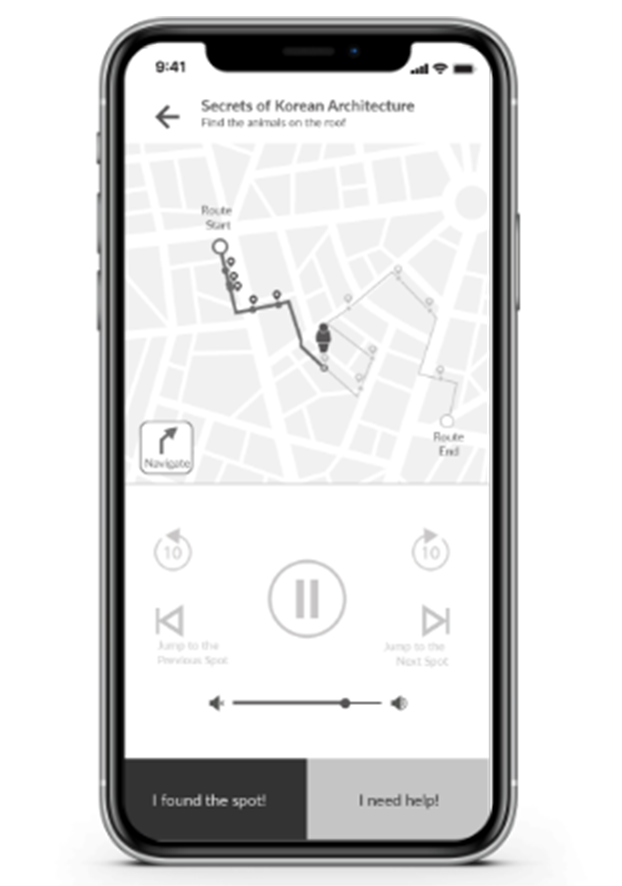 9:41
Secrets of Korean Architecture
Find the animals on the roof
Route
Start
Navigate
Route
End
10
10
Jump to the
Previous Spot
Jump to the
Next Spot
I found the spot!
I need help!